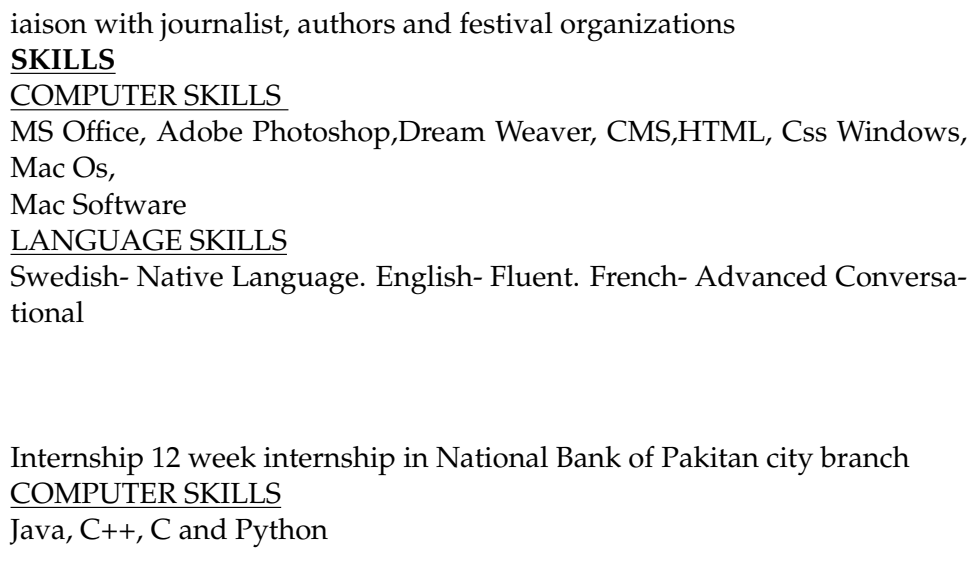 iaison with journalist, authors and festival organizations
SKILLS
COMPUTER SKILLS
MS Office, Adobe Photoshop,Dream Weaver, CMS,HTML, Css Windows,
Mac Os,
Mac Software
LANGUAGE SKILLS
Swedish- Native Language. English- Fluent. French- Advanced Conversa-
tional
Internship 12 week internship in National Bank of Pakitan city branch
COMPUTER SKILLS
Java, C++, C and Python